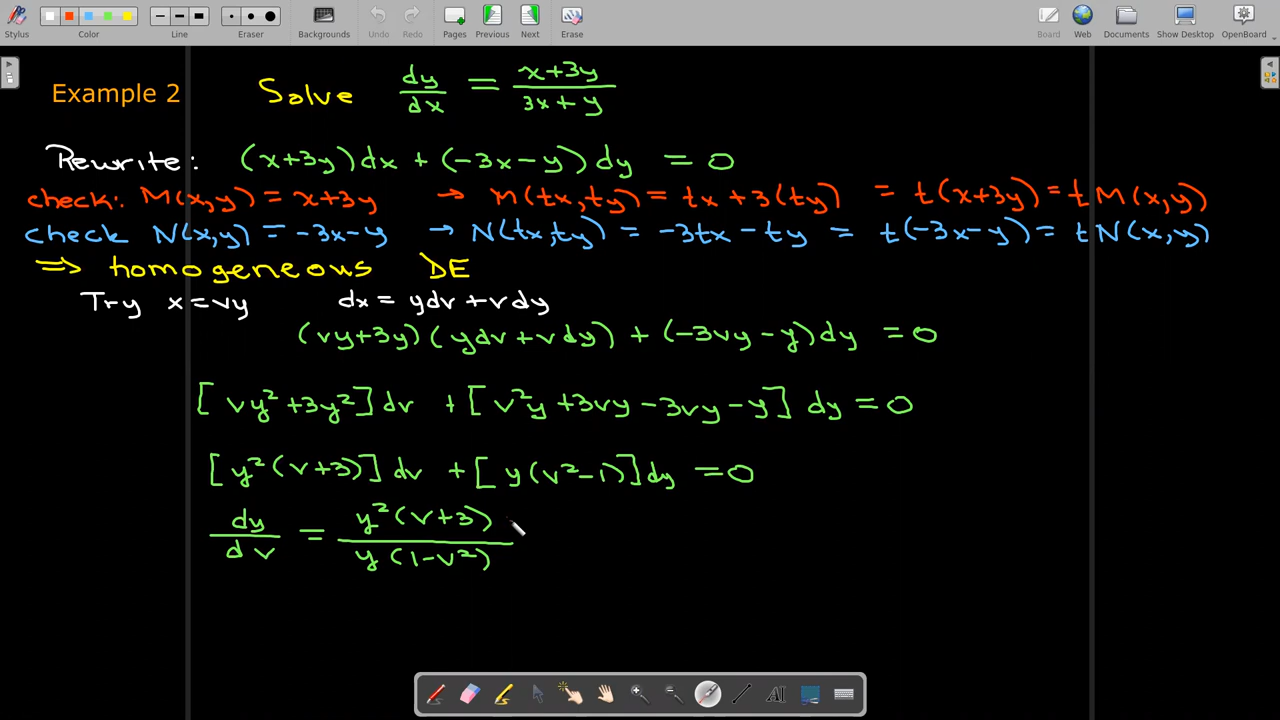 Stylus Color Line Eraser Backgrounds Undo Redo Pages Previous Next Erase Board Web Documents Show Desktop OpenBoard
Example 2 Solve dy/dx = (x+3y)/(3x+y)
Rewrite: (x+3y)dx + (-3x-y)dy = 0
check: M(x,y) = x+3y → M(tx,ty) = tx + 3(ty) = t(x+3y) = t M(x,y)
check N(x,y) = -3x-y → N(tx,ty) = -3tx - ty = t(-3x-y) = t N(x,y)
⇒ homogeneous DE
Try x = vy dx = ydv + vdy
(vy+3y)(ydv+vdy) + (-3vy-y)dy = 0
[vy² + 3y²]dv + [v²y + 3vy - 3vy - y] dy = 0
[y²(v+3)]dv + [y(v²-1)]dy = 0
dy/dv = y²(v+3)/y(1-v²)
AI